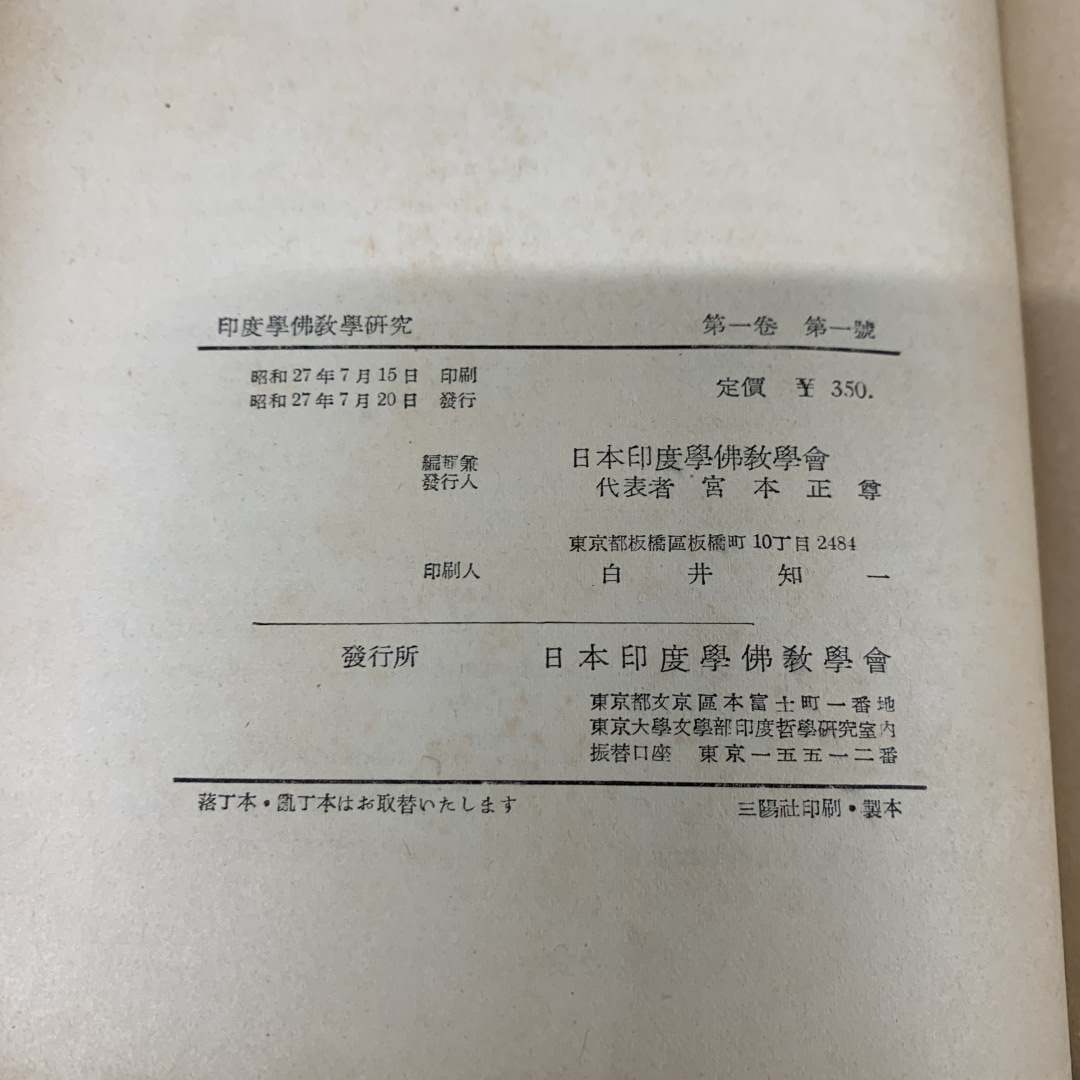 印度學佛教學研究　第一卷　第一號
昭和27年7月15日　印刷
昭和27年7月20日　發行
定價　￥ 350.
編輯兼
發行人
日本印度學佛教學會
代表者　宮本正尊
東京都板橋區板橋町10丁目2484
印刷人　白井知一
發行所　日本印度學佛教學會
東京都文京區本富士町一番地
東京大學文學部印度哲學研究室內
振替口座　東京一五五一二番
落丁本・亂丁本はお取替いたします　三陽社印刷・製本